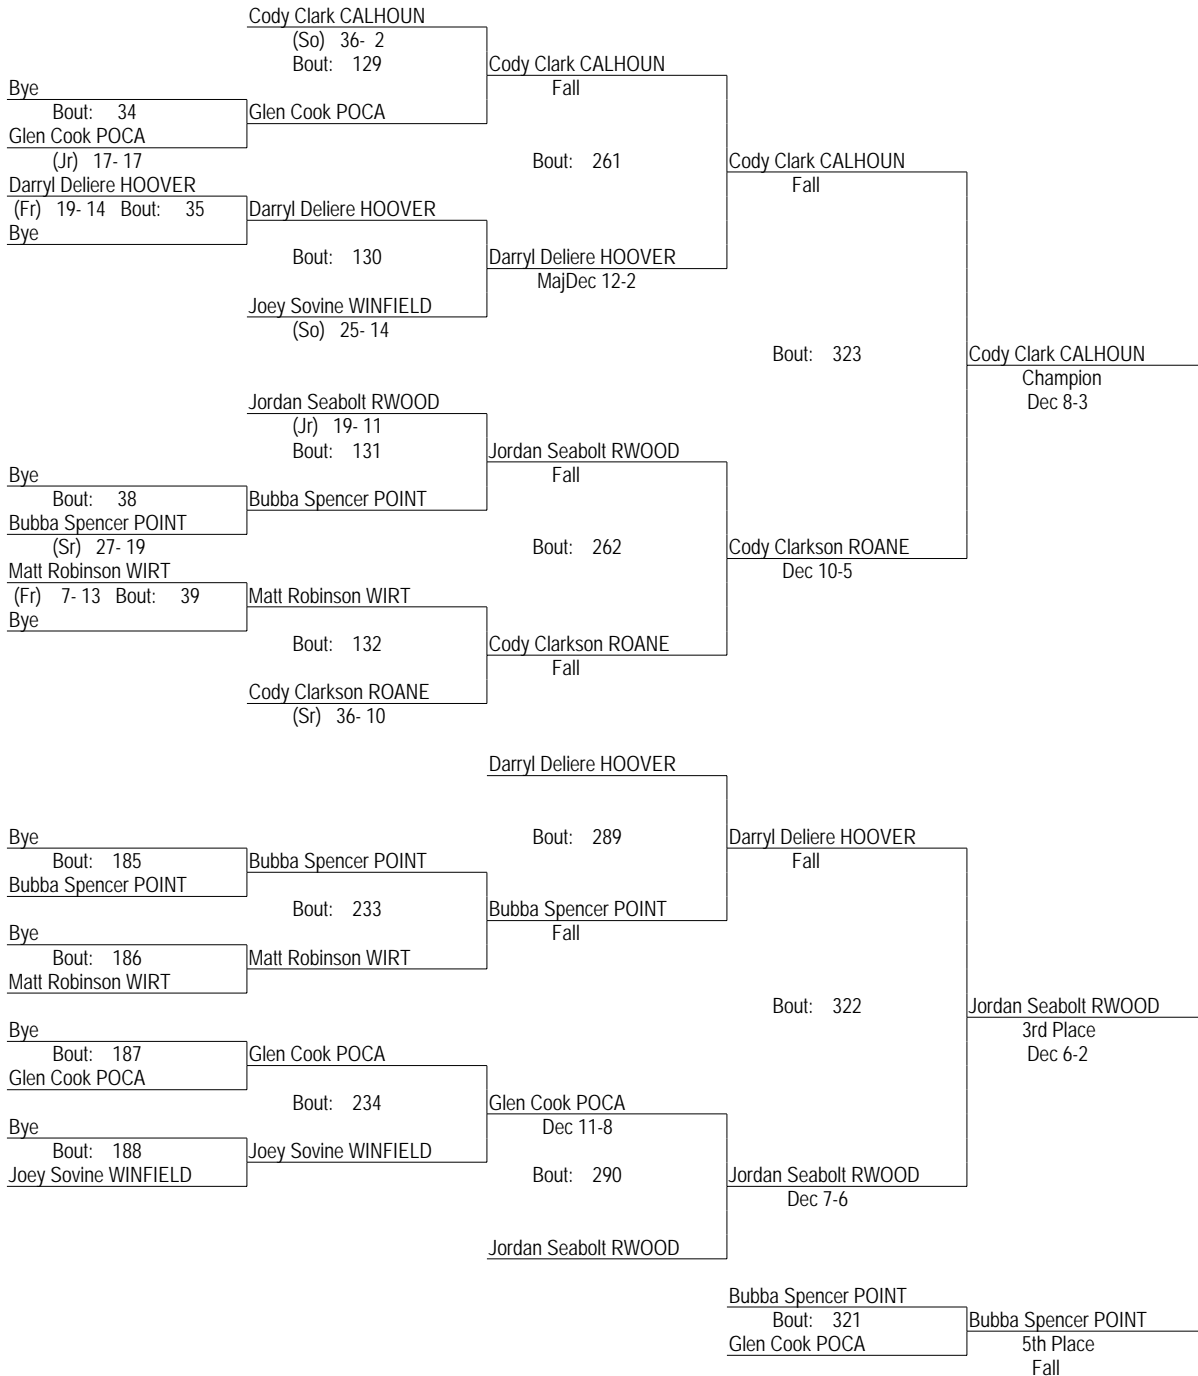 Cody Clark CALHOUN
(So) 36- 2
Bout: 129
Cody Clark CALHOUN
Fall
Bye
Bout: 34
Glen Cook POCA
Glen Cook POCA
(Jr) 17- 17
Bout: 261
Cody Clark CALHOUN
Fall
Darryl Deliere HOOVER
(Fr) 19- 14 Bout: 35
Darryl Deliere HOOVER
Bye
Bout: 130
Darryl Deliere HOOVER
MajDec 12-2
Joey Sovine WINFIELD
(So) 25- 14
Bout: 323
Cody Clark CALHOUN
Champion
Dec 8-3
Jordan Seabolt RWOOD
(Jr) 19- 11
Bout: 131
Jordan Seabolt RWOOD
Fall
Bye
Bout: 38
Bubba Spencer POINT
Bubba Spencer POINT
(Sr) 27- 19
Bout: 262
Cody Clarkson ROANE
Dec 10-5
Matt Robinson WIRT
(Fr) 7- 13 Bout: 39
Matt Robinson WIRT
Bye
Bout: 132
Cody Clarkson ROANE
Fall
Cody Clarkson ROANE
(Sr) 36- 10
Darryl Deliere HOOVER
Bout: 289
Darryl Deliere HOOVER
Fall
Bye
Bout: 185
Bubba Spencer POINT
Bubba Spencer POINT
Bout: 233
Bubba Spencer POINT
Fall
Bye
Bout: 186
Matt Robinson WIRT
Matt Robinson WIRT
Bout: 322
Jordan Seabolt RWOOD
3rd Place
Dec 6-2
Bye
Bout: 187
Glen Cook POCA
Glen Cook POCA
Bout: 234
Glen Cook POCA
Dec 11-8
Bye
Bout: 188
Joey Sovine WINFIELD
Joey Sovine WINFIELD
Bout: 290
Jordan Seabolt RWOOD
Dec 7-6
Jordan Seabolt RWOOD
Bubba Spencer POINT
Bout: 321
Bubba Spencer POINT
Glen Cook POCA
5th Place
Fall